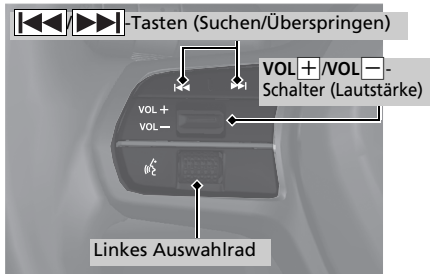 / -Tasten (Suchen/Überspringen)
VOL + /VOL – -
Schalter (Lautstärke)
VOL +
VOL –
Linkes Auswahlrad